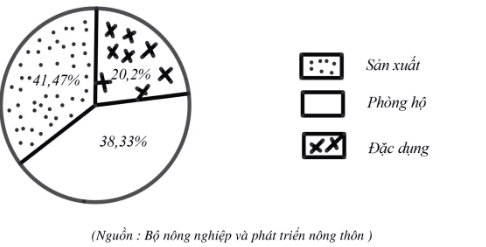 41,47%
20,2%
38,33%
Sản xuất
Phòng hộ
Đặc dụng
(Nguồn : Bộ nông nghiệp và phát triển nông thôn )